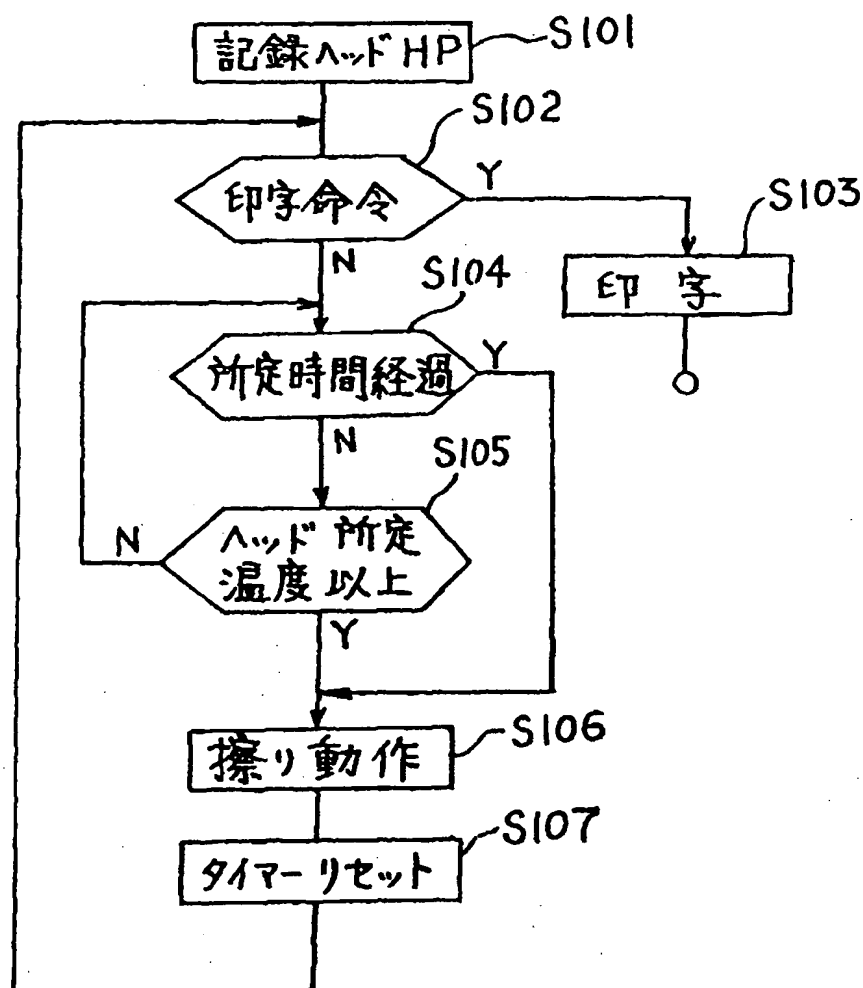 記録ヘッドHP
S101
S102
印字命令
Y
S103
N
印字
S104
所定時間経過
Y
N
S105
N
ヘッド所定
温度以上
Y
擦り動作
S106
S107
タイマーリセット